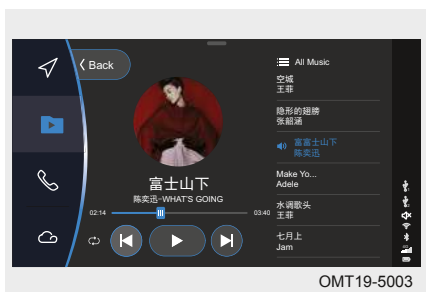 Back
富士山下
陈奕迅-WHAT'S GOING
02:14
03:40
All Music
空城
王菲
隐形的翅膀
张韶涵
富富士山下
陈奕迅
Make Yo...
Adele
水调歌头
王菲
七月上
Jam
OMT19-5003